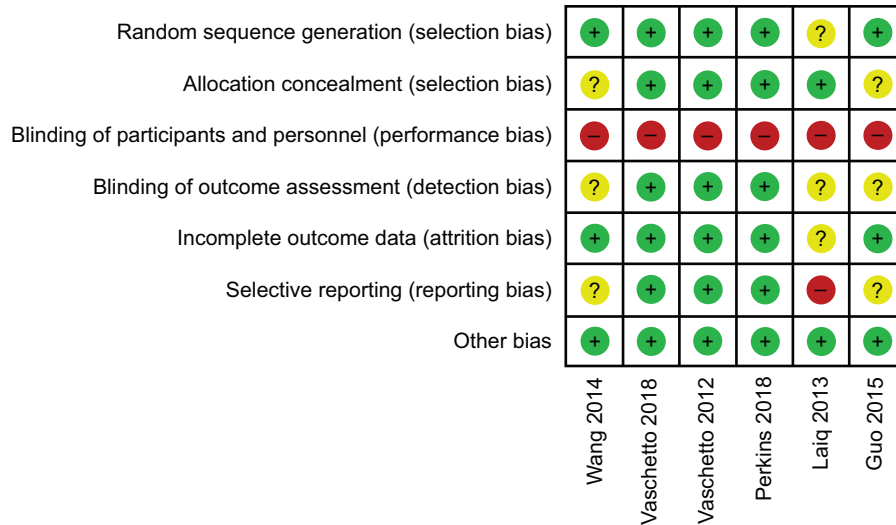 Random sequence generation (selection bias) + + + + ? +
Allocation concealment (selection bias) ? + + + + ?
Blinding of participants and personnel (performance bias) – – – – – –
Blinding of outcome assessment (detection bias) ? + + + ? ?
Incomplete outcome data (attrition bias) + + + + ? +
Selective reporting (reporting bias) ? + + + – ?
Other bias + + + + + +
Wang 2014
Vaschetto 2018
Vaschetto 2012
Perkins 2018
Laiq 2013
Guo 2015